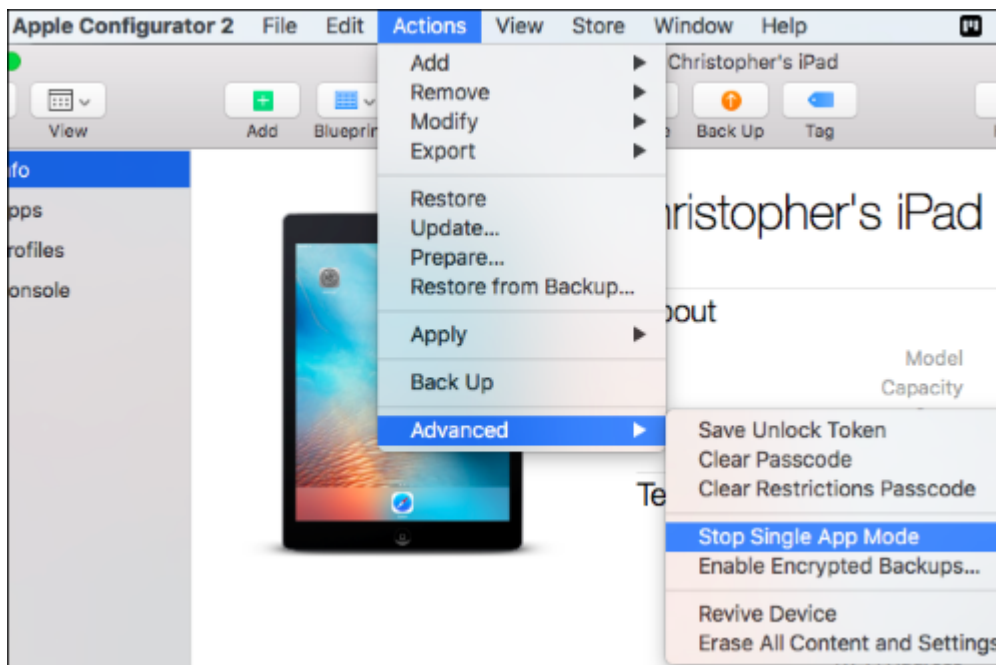 Apple Configurator 2 File Edit Actions View Store Window Help
Christopher's iPad
View Add Blueprin Back Up Tag
fo
pps
rofiles
onsole
Add
Remove
Modify
Export
Restore
Update...
Prepare...
Restore from Backup...
Apply
Back Up
Advanced
hristopher's iPad
bout
Model
Capacity
Te
Save Unlock Token
Clear Passcode
Clear Restrictions Passcode
Stop Single App Mode
Enable Encrypted Backups...
Revive Device
Erase All Content and Settings